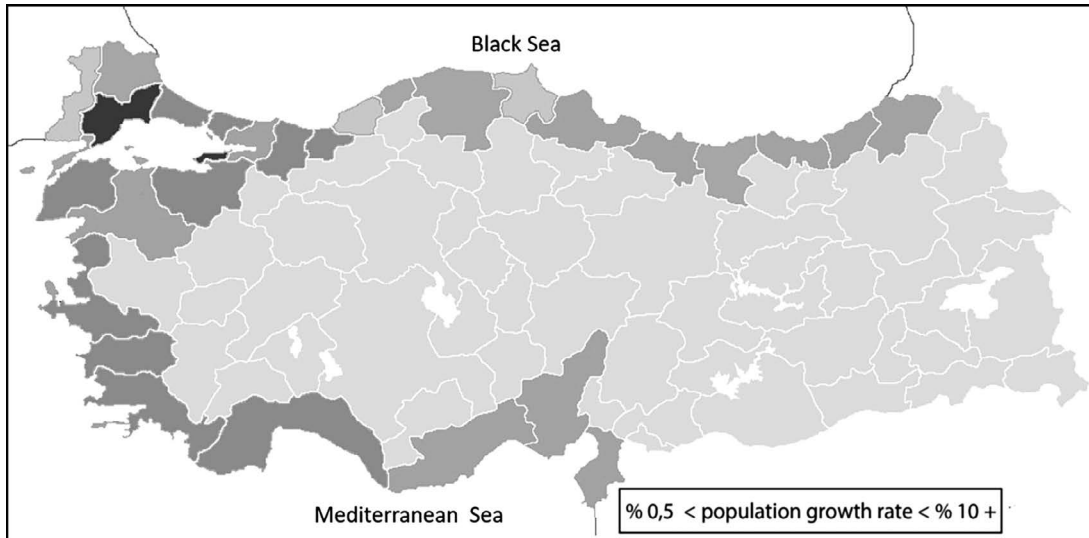 Black Sea
Mediterranean Sea
% 0,5 < population growth rate < % 10 +